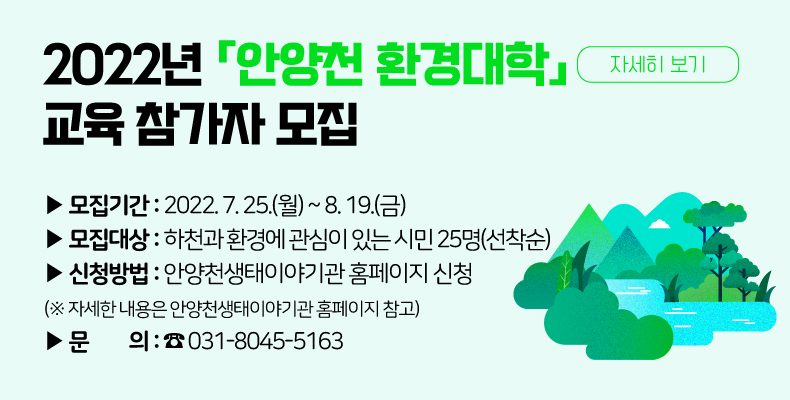 2022년 「안양천 환경대학」 자세히 보기
교육 참가자 모집
▶ 모집기간 : 2022. 7. 25.(월) ~ 8. 19.(금)
▶ 모집대상 : 하천과 환경에 관심이 있는 시민 25명(선착순)
▶ 신청방법 : 안양천생태이야기관 홈페이지 신청
(※ 자세한 내용은 안양천생태이야기관 홈페이지 참고)
▶ 문 의 : ☎ 031-8045-5163